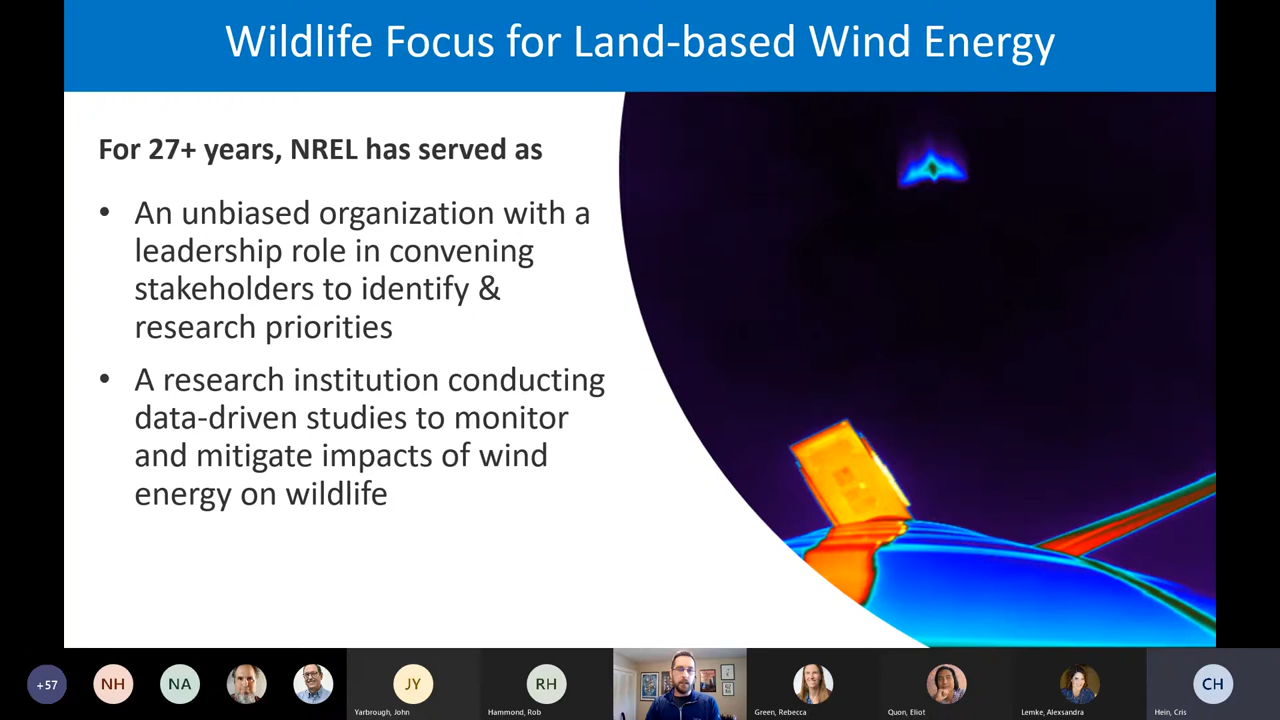 Wildlife Focus for Land-based Wind Energy
For 27+ years, NREL has served as
• An unbiased organization with a
leadership role in convening
stakeholders to identify &
research priorities
• A research institution conducting
data-driven studies to monitor
and mitigate impacts of wind
energy on wildlife
+57
NH
NA
JY
Yarbrough, John
RH
Hammond, Rob
Green, Rebecca
Quon, Eliot
Lemke, Alexsandra
CH
Hein, Cris